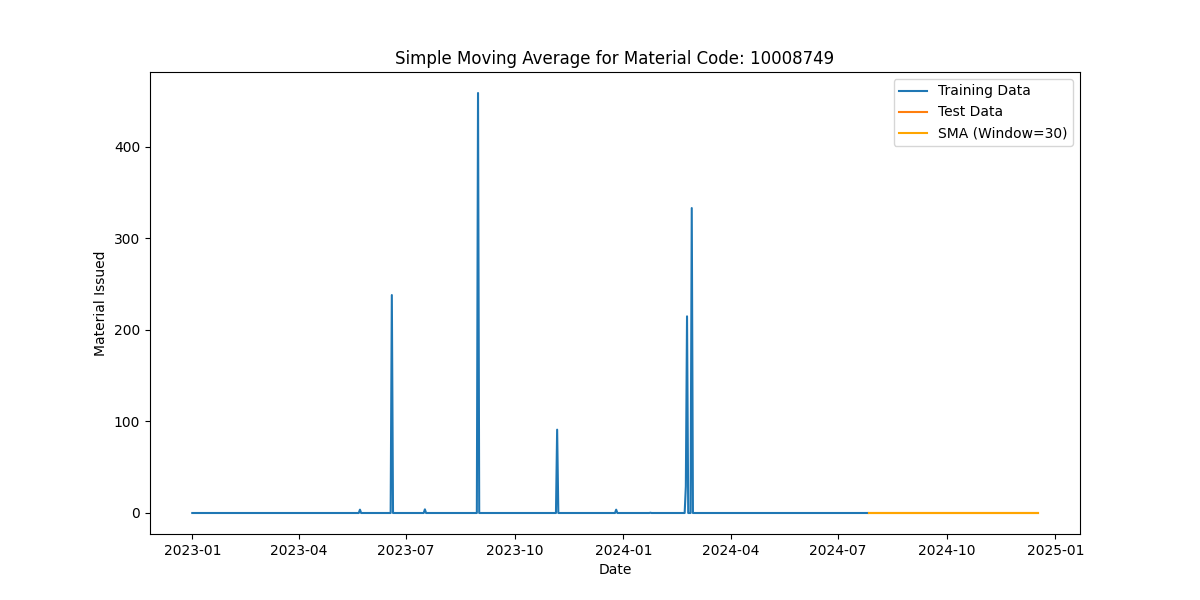 Simple Moving Average for Material Code: 10008749
Training Data
Test Data
SMA (Window=30)
Material Issued
400
300
200
100
0
2023-01 2023-04 2023-07 2023-10 2024-01 2024-04 2024-07 2024-10 2025-01
Date